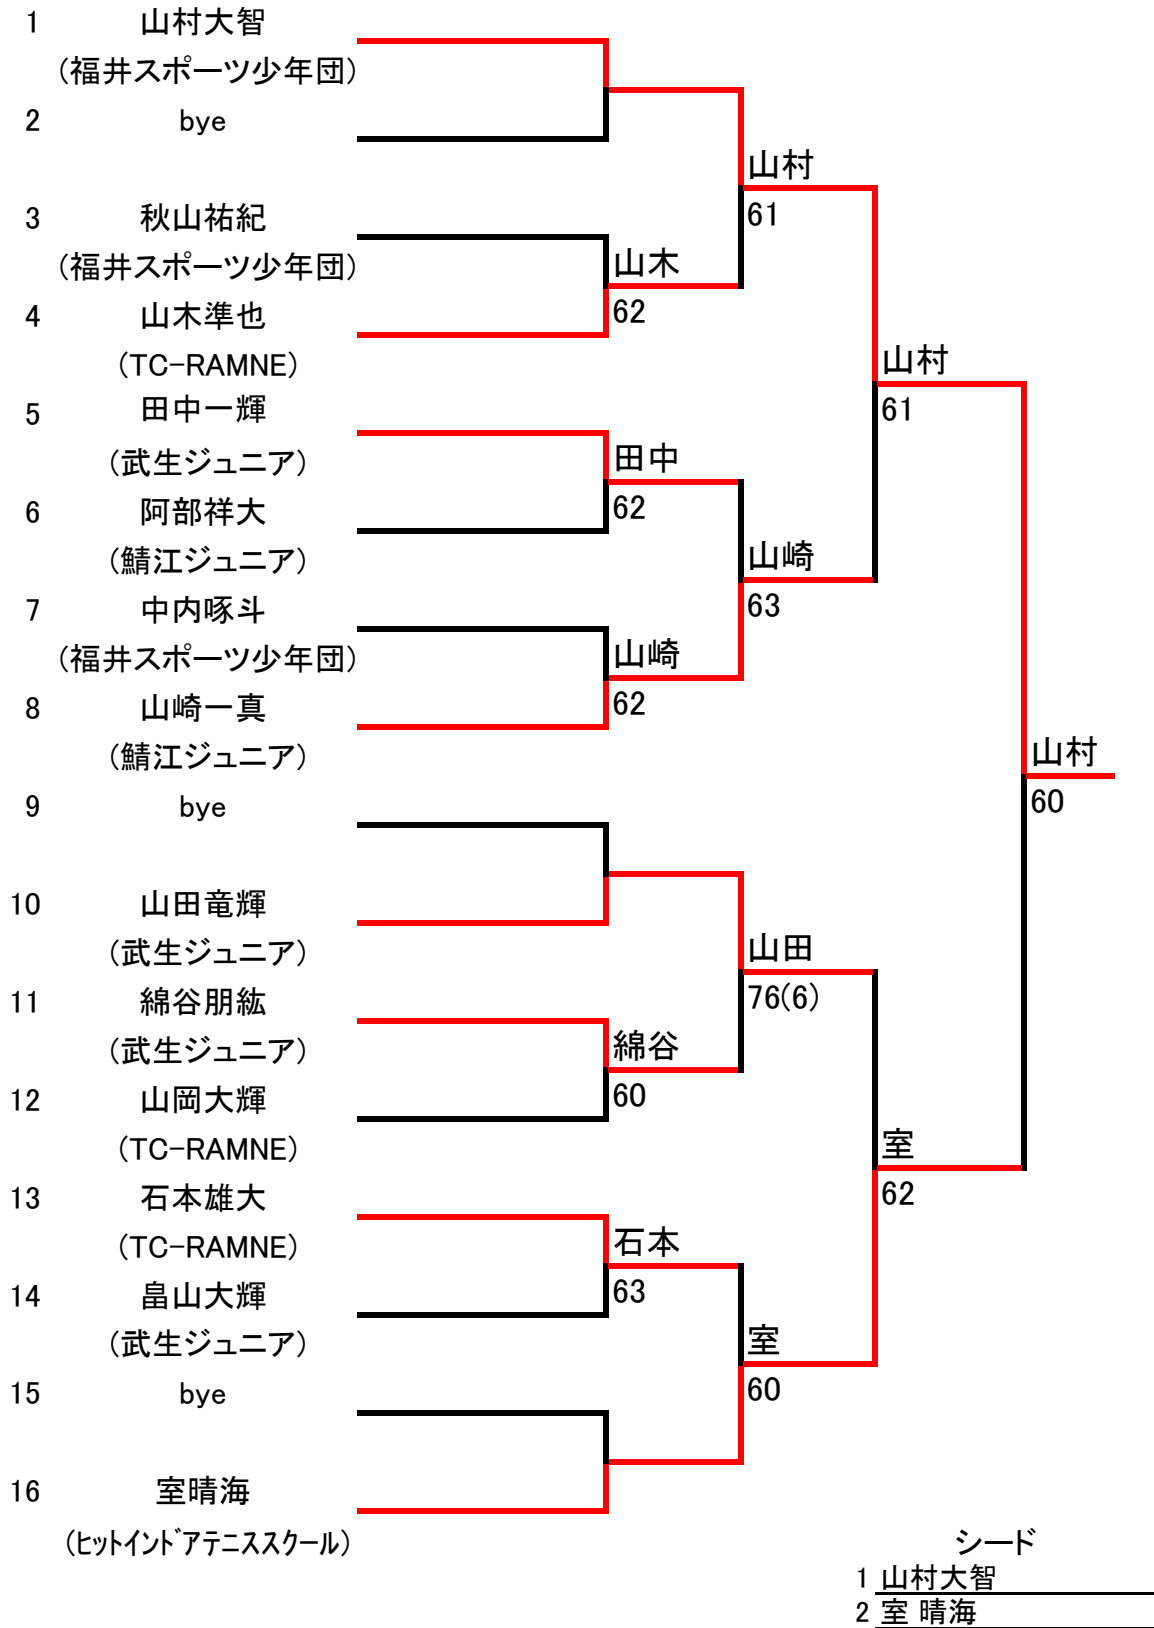 1 山村大智
(福井スポーツ少年団)
2 bye
3 秋山祐紀
(福井スポーツ少年団)
4 山木準也
(TC-RAMNE)
5 田中一輝
(武生ジュニア)
6 阿部祥大
(鯖江ジュニア)
7 中内啄斗
(福井スポーツ少年団)
8 山崎一真
(鯖江ジュニア)
9 bye
10 山田竜輝
(武生ジュニア)
11 綿谷朋紘
(武生ジュニア)
12 山岡大輝
(TC-RAMNE)
13 石本雄大
(TC-RAMNE)
14 畠山大輝
(武生ジュニア)
15 bye
16 室晴海
(ヒットインドアテニススクール)
山木
62
田中
62
山崎
62
綿谷
60
石本
63
山村
61
山崎
63
山田
76(6)
室
60
山村
61
室
62
山村
60
シード
1 山村大智
2 室 晴海